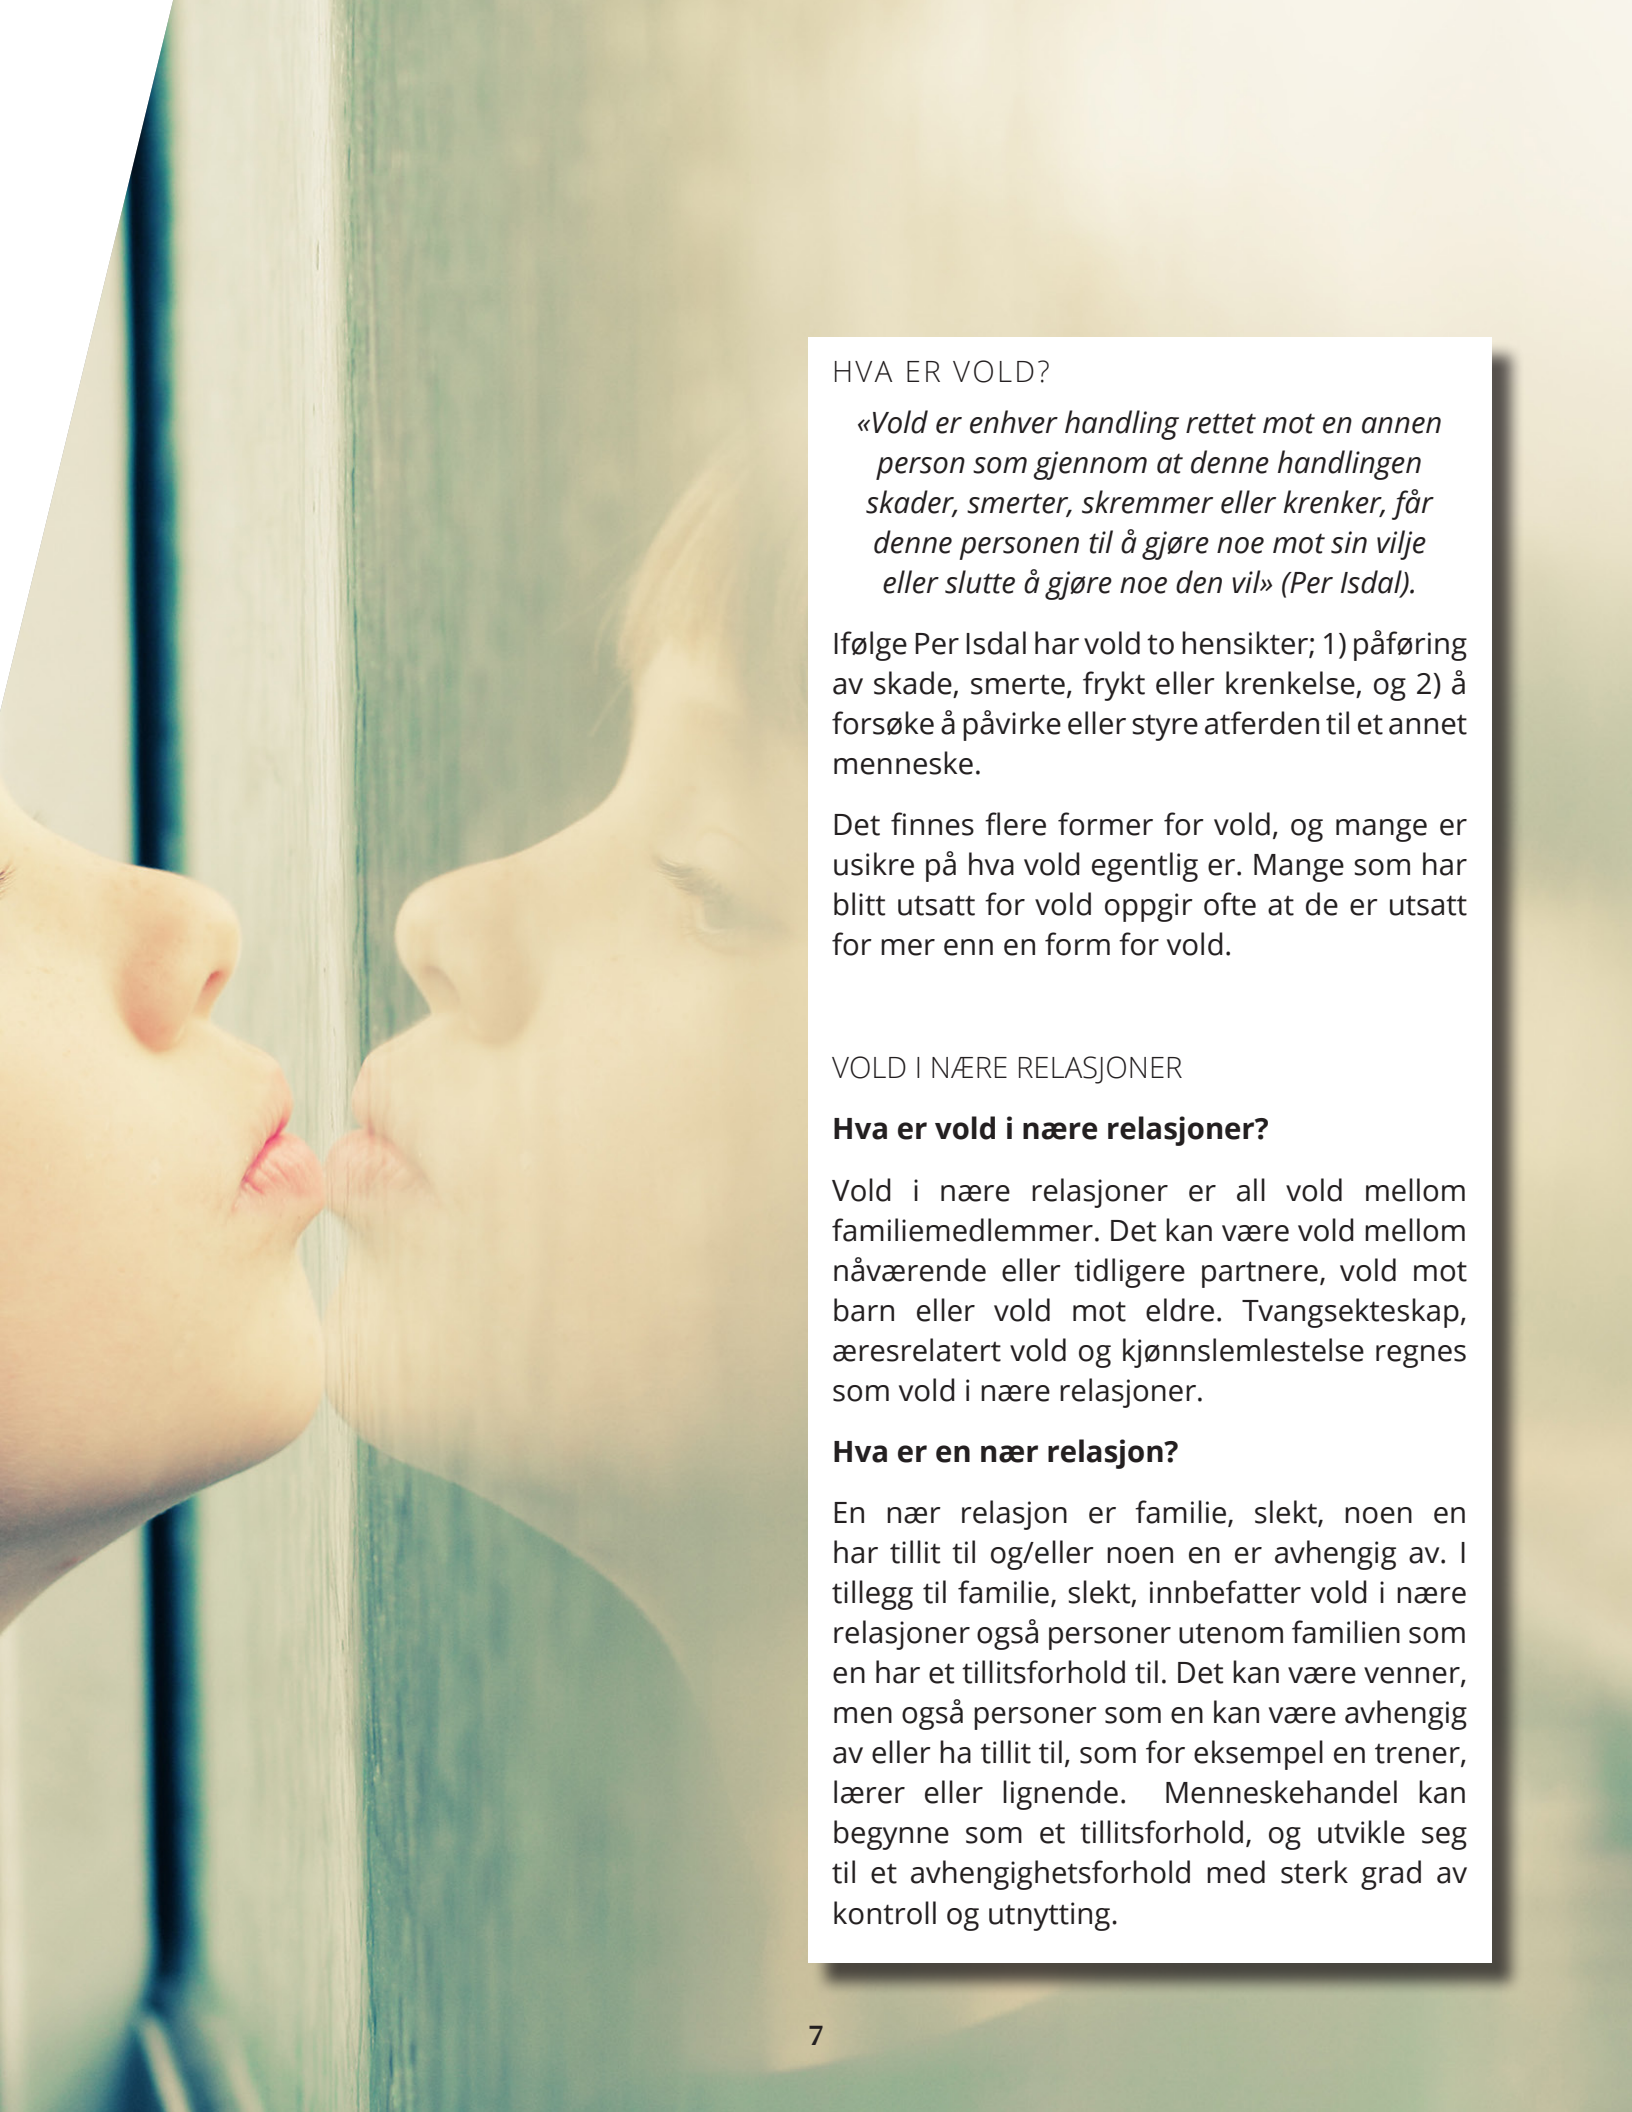 HVA ER VOLD?
«Vold er enhver handling rettet mot en annen
person som gjennom at denne handlingen
skader, smerter, skremmer eller krenker, får
denne personen til å gjøre noe mot sin vilje
eller slutte å gjøre noe den vil» (Per Isdal).
Ifølge Per Isdal har vold to hensikter; 1) påføring
av skade, smerte, frykt eller krenkelse, og 2) å
forsøke å påvirke eller styre atferden til et annet
menneske.
Det finnes flere former for vold, og mange er
usikre på hva vold egentlig er. Mange som har
blitt utsatt for vold oppgir ofte at de er utsatt
for mer enn en form for vold.
VOLD I NÆRE RELASJONER
Hva er vold i nære relasjoner?
Vold i nære relasjoner er all vold mellom
familiemedlemmer. Det kan være vold mellom
nåværende eller tidligere partnere, vold mot
barn eller vold mot eldre. Tvangsekteskap,
æresrelatert vold og kjønnslemlestelse regnes
som vold i nære relasjoner.
Hva er en nær relasjon?
En nær relasjon er familie, slekt, noen en
har tillit til og/eller noen en er avhengig av. I
tillegg til familie, slekt, innbefatter vold i nære
relasjoner også personer utenom familien som
en har et tillitsforhold til. Det kan være venner,
men også personer som en kan være avhengig
av eller ha tillit til, som for eksempel en trener,
lærer eller lignende. Menneskehandel kan
begynne som et tillitsforhold, og utvikle seg
til et avhengighetsforhold med sterk grad av
kontroll og utnytting.
7